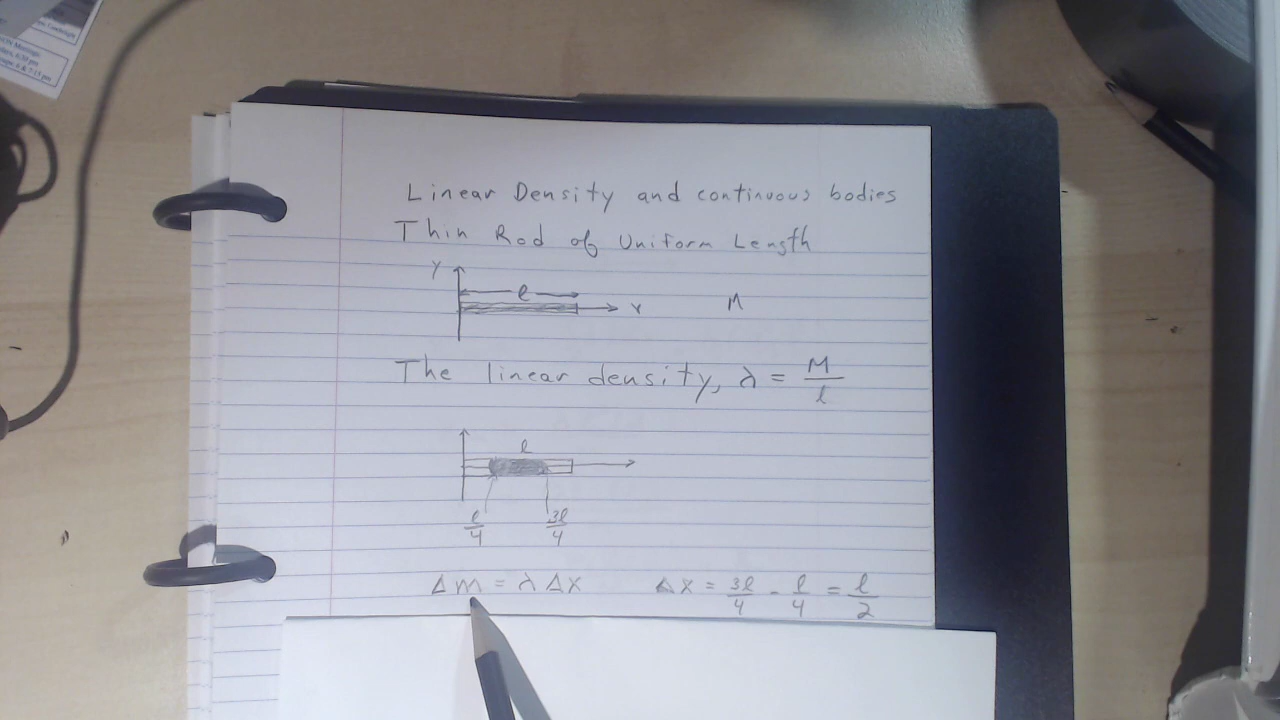 Linear Density and continuous bodies
Thin Rod of Uniform Length
Y
l
M
The linear density, λ = M/l
l
l/4 3l/4
Δm = λΔx Δx = 3l/4 - l/4 = l/2